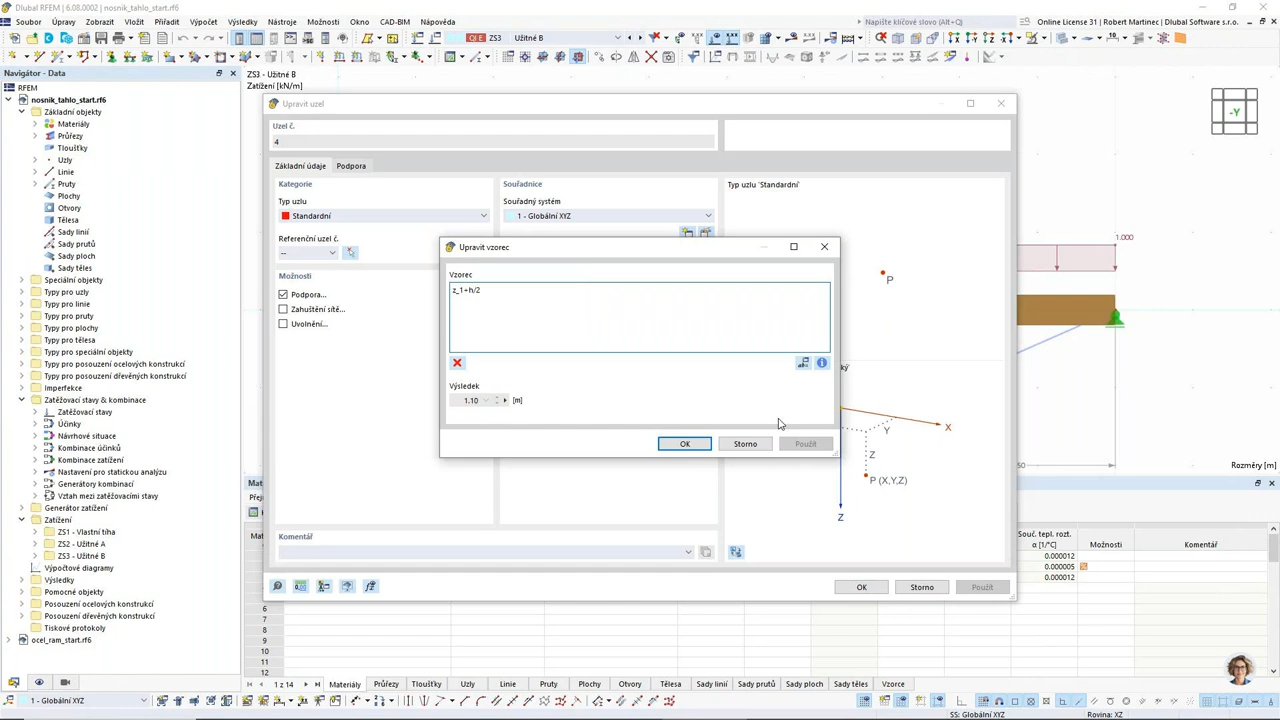 Dlubal RFEM | 6.08.0002 | nosnik_tahlo_start.rf6
Soubor Úpravy Zobrazit Vložit Přiřadit Výpočet Výsledky Nástroje Možnosti Okno CAD-BIM Nápověda
Napište klíčové slovo (Alt+Q)
Online License 31 | Robert Martinec | Dlubal Software s.r.o.
QI E ZS3 Užitné B
Navigátor - Data
RFEM
nosnik_tahlo_start.rf6
Základní objekty
Materiály
Průřezy
Tloušťky
Uzly
Linie
Pruty
Plochy
Otvory
Tělesa
Sady linií
Sady prutů
Sady ploch
Sady těles
Speciální objekty
Typy pro uzly
Typy pro linie
Typy pro pruty
Typy pro plochy
Typy pro tělesa
Typy pro speciální objekty
Typy pro posouzení ocelových konstrukcí
Typy pro posouzení dřevěných konstrukcí
Imperfekce
Zatěžovací stavy & kombinace
Zatěžovací stavy
Účinky
Návrhové situace
Kombinace účinků
Kombinace zatížení
Nastavení pro statickou analýzu
Generátory kombinací
Vztah mezi zatěžovacími stavy
Generátor zatížení
Zatížení
ZS1 - Vlastní tíha
ZS2 - Užitné A
ZS3 - Užitné B
Výpočtové diagramy
Výsledky
Pomocné objekty
Posouzení ocelových konstrukcí
Posouzení dřevěných konstrukcí
Tiskové protokoly
ocel_ram_start.rf6
ZS3 - Užitné B
Zatížení [kN/m]
Upravit uzel
Uzel č.
4
Základní údaje Podpora
Kategorie
Typ uzlu
Standardní
Referenční uzel č.
--
Možnosti
Podpora...
Zahuštění sítě...
Uvolnění...
Souřadnice
Souřadný systém
1 - Globální XYZ
Typ uzlu 'Standardní'
P
ký
X
Y
Z
P (X,Y,Z)
Z
Komentář
OK Storno Použít
Upravit vzorec
Vzorec
z_1+h/2
Výsledek
1.10 [m]
OK Storno Použít
1.000
-Y
50
Rozměry [m]
Souč. tepl. rozt.
α [1/°C] Možnosti Komentář
0.000012
0.000005
0.000012
6
7
8
9
10
11
12
1 z 14 Materiály Průřezy Tloušťky Uzly Linie Pruty Plochy Otvory Tělesa Sady linií Sady prutů Sady ploch Sady těles Vzorce
1 - Globální XYZ
SS: Globální XYZ Rovina: XZ